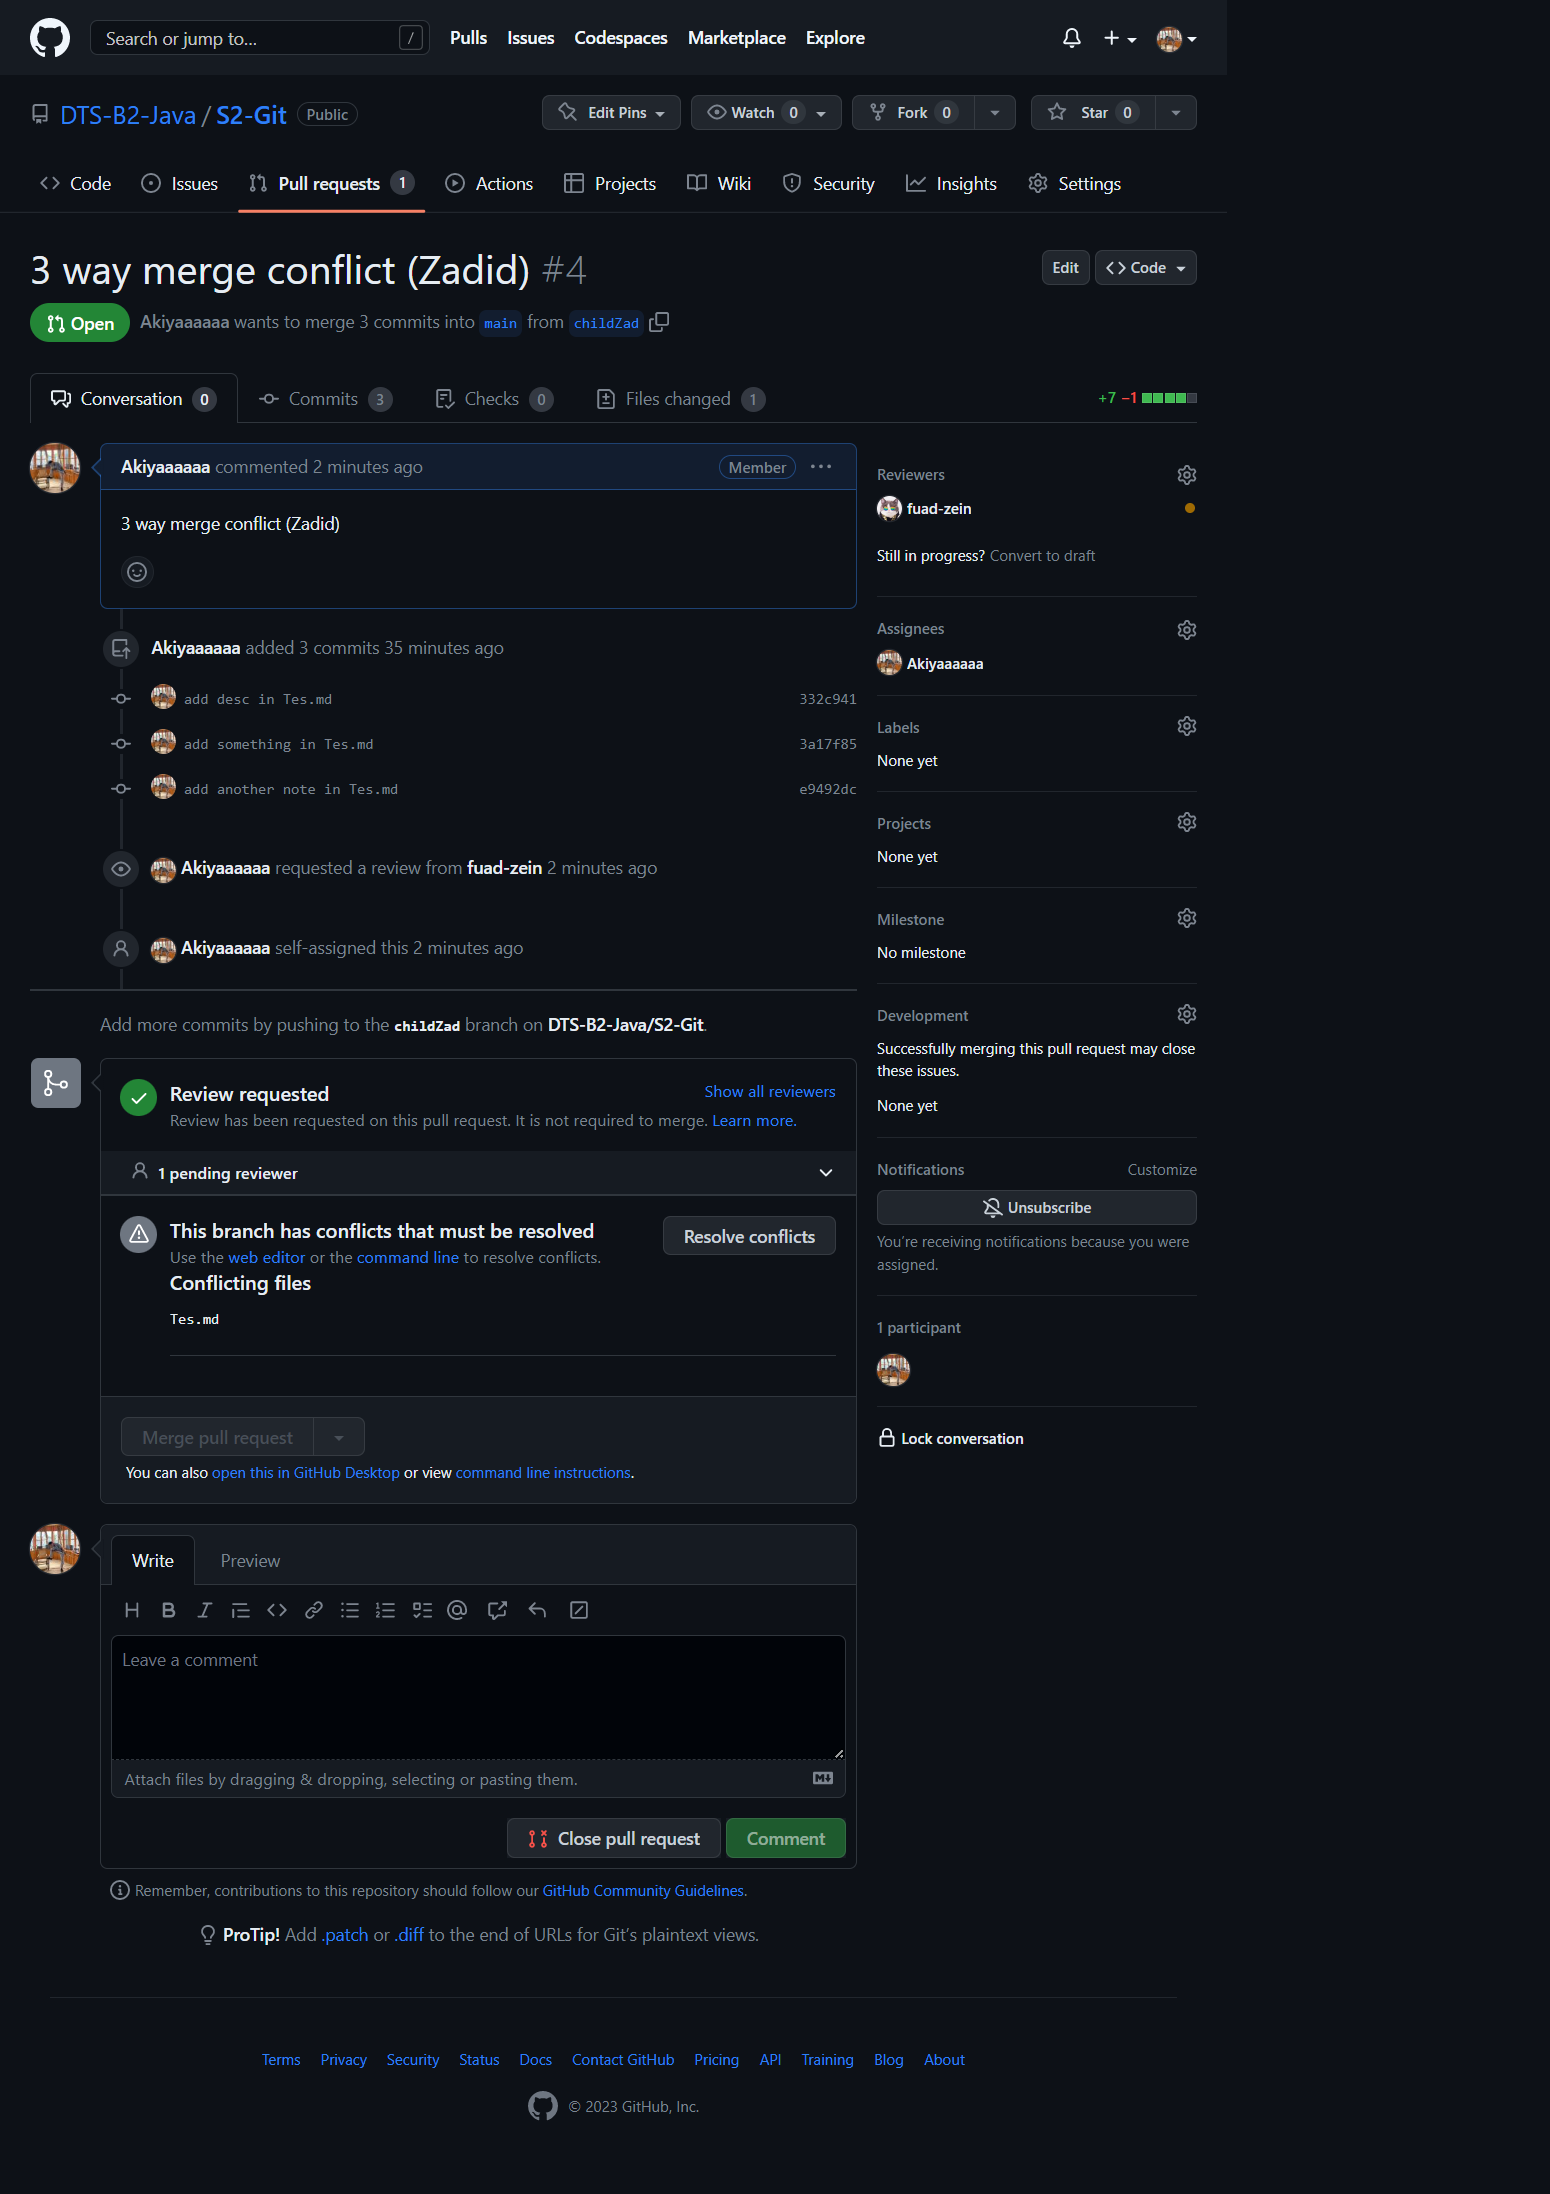 Search or jump to... /
Pulls Issues Codespaces Marketplace Explore
DTS-B2-Java / S2-Git Public
Edit Pins Watch 0 Fork 0 Star 0
Code Issues Pull requests 1 Actions Projects Wiki Security Insights Settings
3 way merge conflict (Zadid) #4
Edit Code
Open Akiyaaaaaa wants to merge 3 commits into main from childZad
Conversation 0 Commits 3 Checks 0 Files changed 1
+7 −1
Akiyaaaaaa commented 2 minutes ago Member
3 way merge conflict (Zadid)
Akiyaaaaaa added 3 commits 35 minutes ago
add desc in Tes.md 332c941
add something in Tes.md 3a17f85
add another note in Tes.md e9492dc
Akiyaaaaaa requested a review from fuad-zein 2 minutes ago
Akiyaaaaaa self-assigned this 2 minutes ago
Add more commits by pushing to the childZad branch on DTS-B2-Java/S2-Git.
Review requested Show all reviewers
Review has been requested on this pull request. It is not required to merge. Learn more.
1 pending reviewer
This branch has conflicts that must be resolved
Use the web editor or the command line to resolve conflicts.
Resolve conflicts
Conflicting files
Tes.md
Merge pull request
You can also open this in GitHub Desktop or view command line instructions.
Write Preview
Leave a comment
Attach files by dragging & dropping, selecting or pasting them.
Close pull request Comment
Remember, contributions to this repository should follow our GitHub Community Guidelines.
ProTip! Add .patch or .diff to the end of URLs for Git’s plaintext views.
Reviewers
fuad-zein
Still in progress? Convert to draft
Assignees
Akiyaaaaaa
Labels
None yet
Projects
None yet
Milestone
No milestone
Development
Successfully merging this pull request may close
these issues.
None yet
Notifications Customize
Unsubscribe
You’re receiving notifications because you were
assigned.
1 participant
Lock conversation
Terms Privacy Security Status Docs Contact GitHub Pricing API Training Blog About
© 2023 GitHub, Inc.